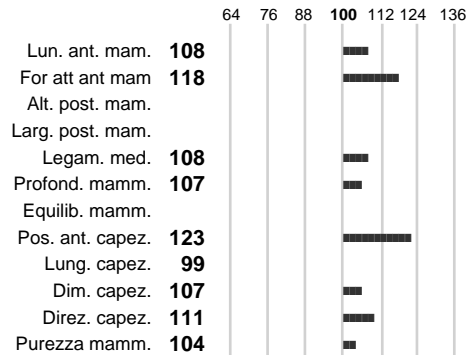 64 76 88 100 112 124 136
Lun. ant. mam. 108
For att ant mam 118
Alt. post. mam.
Larg. post. mam.
Legam. med. 108
Profond. mamm. 107
Equilib. mamm.
Pos. ant. capez. 123
Lung. capez. 99
Dim. capez. 107
Direz. capez. 111
Purezza mamm. 104